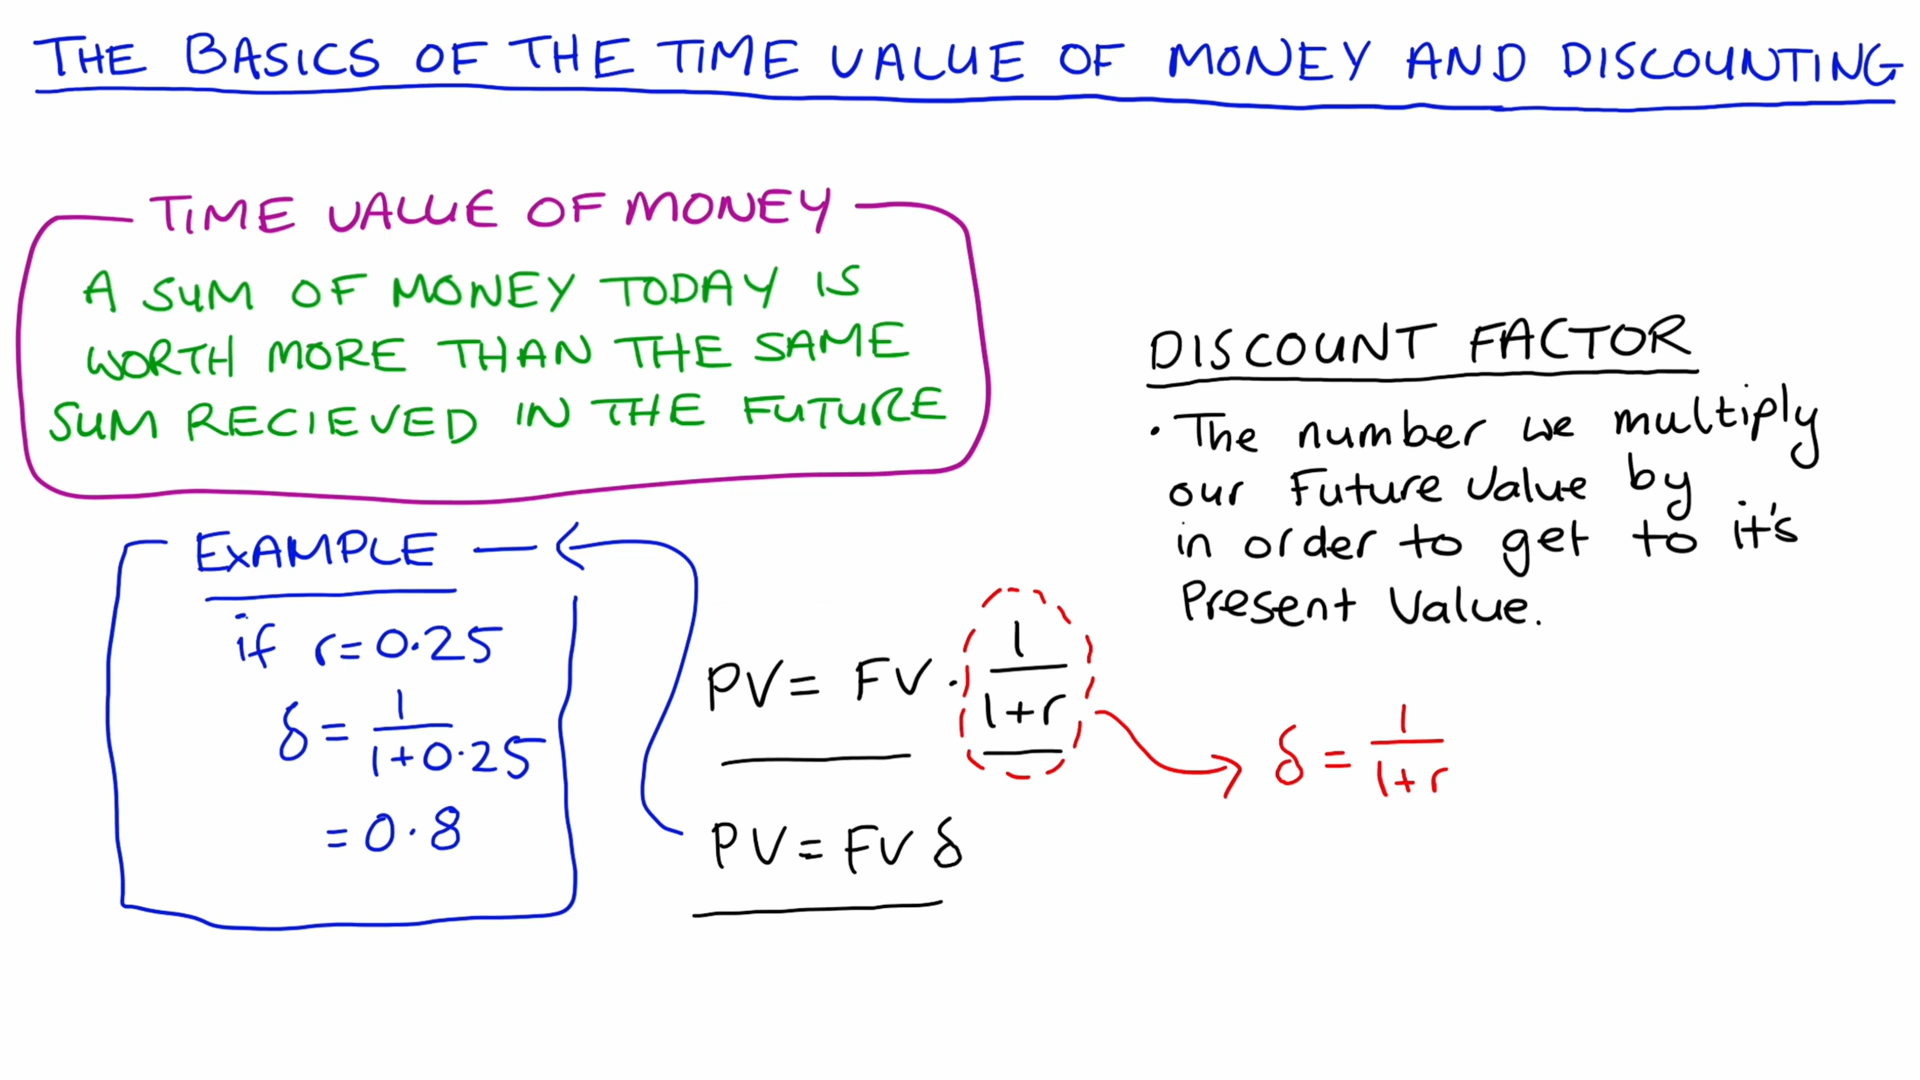 THE BASICS OF THE TIME VALUE OF MONEY AND DISCOUNTING
TIME VALUE OF MONEY
A SUM OF MONEY TODAY IS
WORTH MORE THAN THE SAME
SUM RECIEVED IN THE FUTURE
DISCOUNT FACTOR
• The number we multiply
our Future Value by
in order to get to it's
Present Value.
EXAMPLE
if r=0.25
δ = 1/(1+0.25)
= 0.8
PV = FV · 1/(1+r)
δ = 1/(1+r)
PV = FV δ